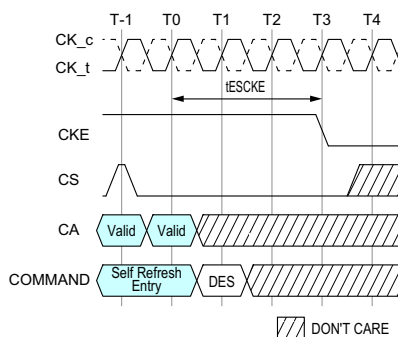 T-1 T0 T1 T2 T3 T4
CK_c
CK_t
tESCKE
CKE
CS
CA Valid Valid
COMMAND Self Refresh Entry DES
DON'T CARE